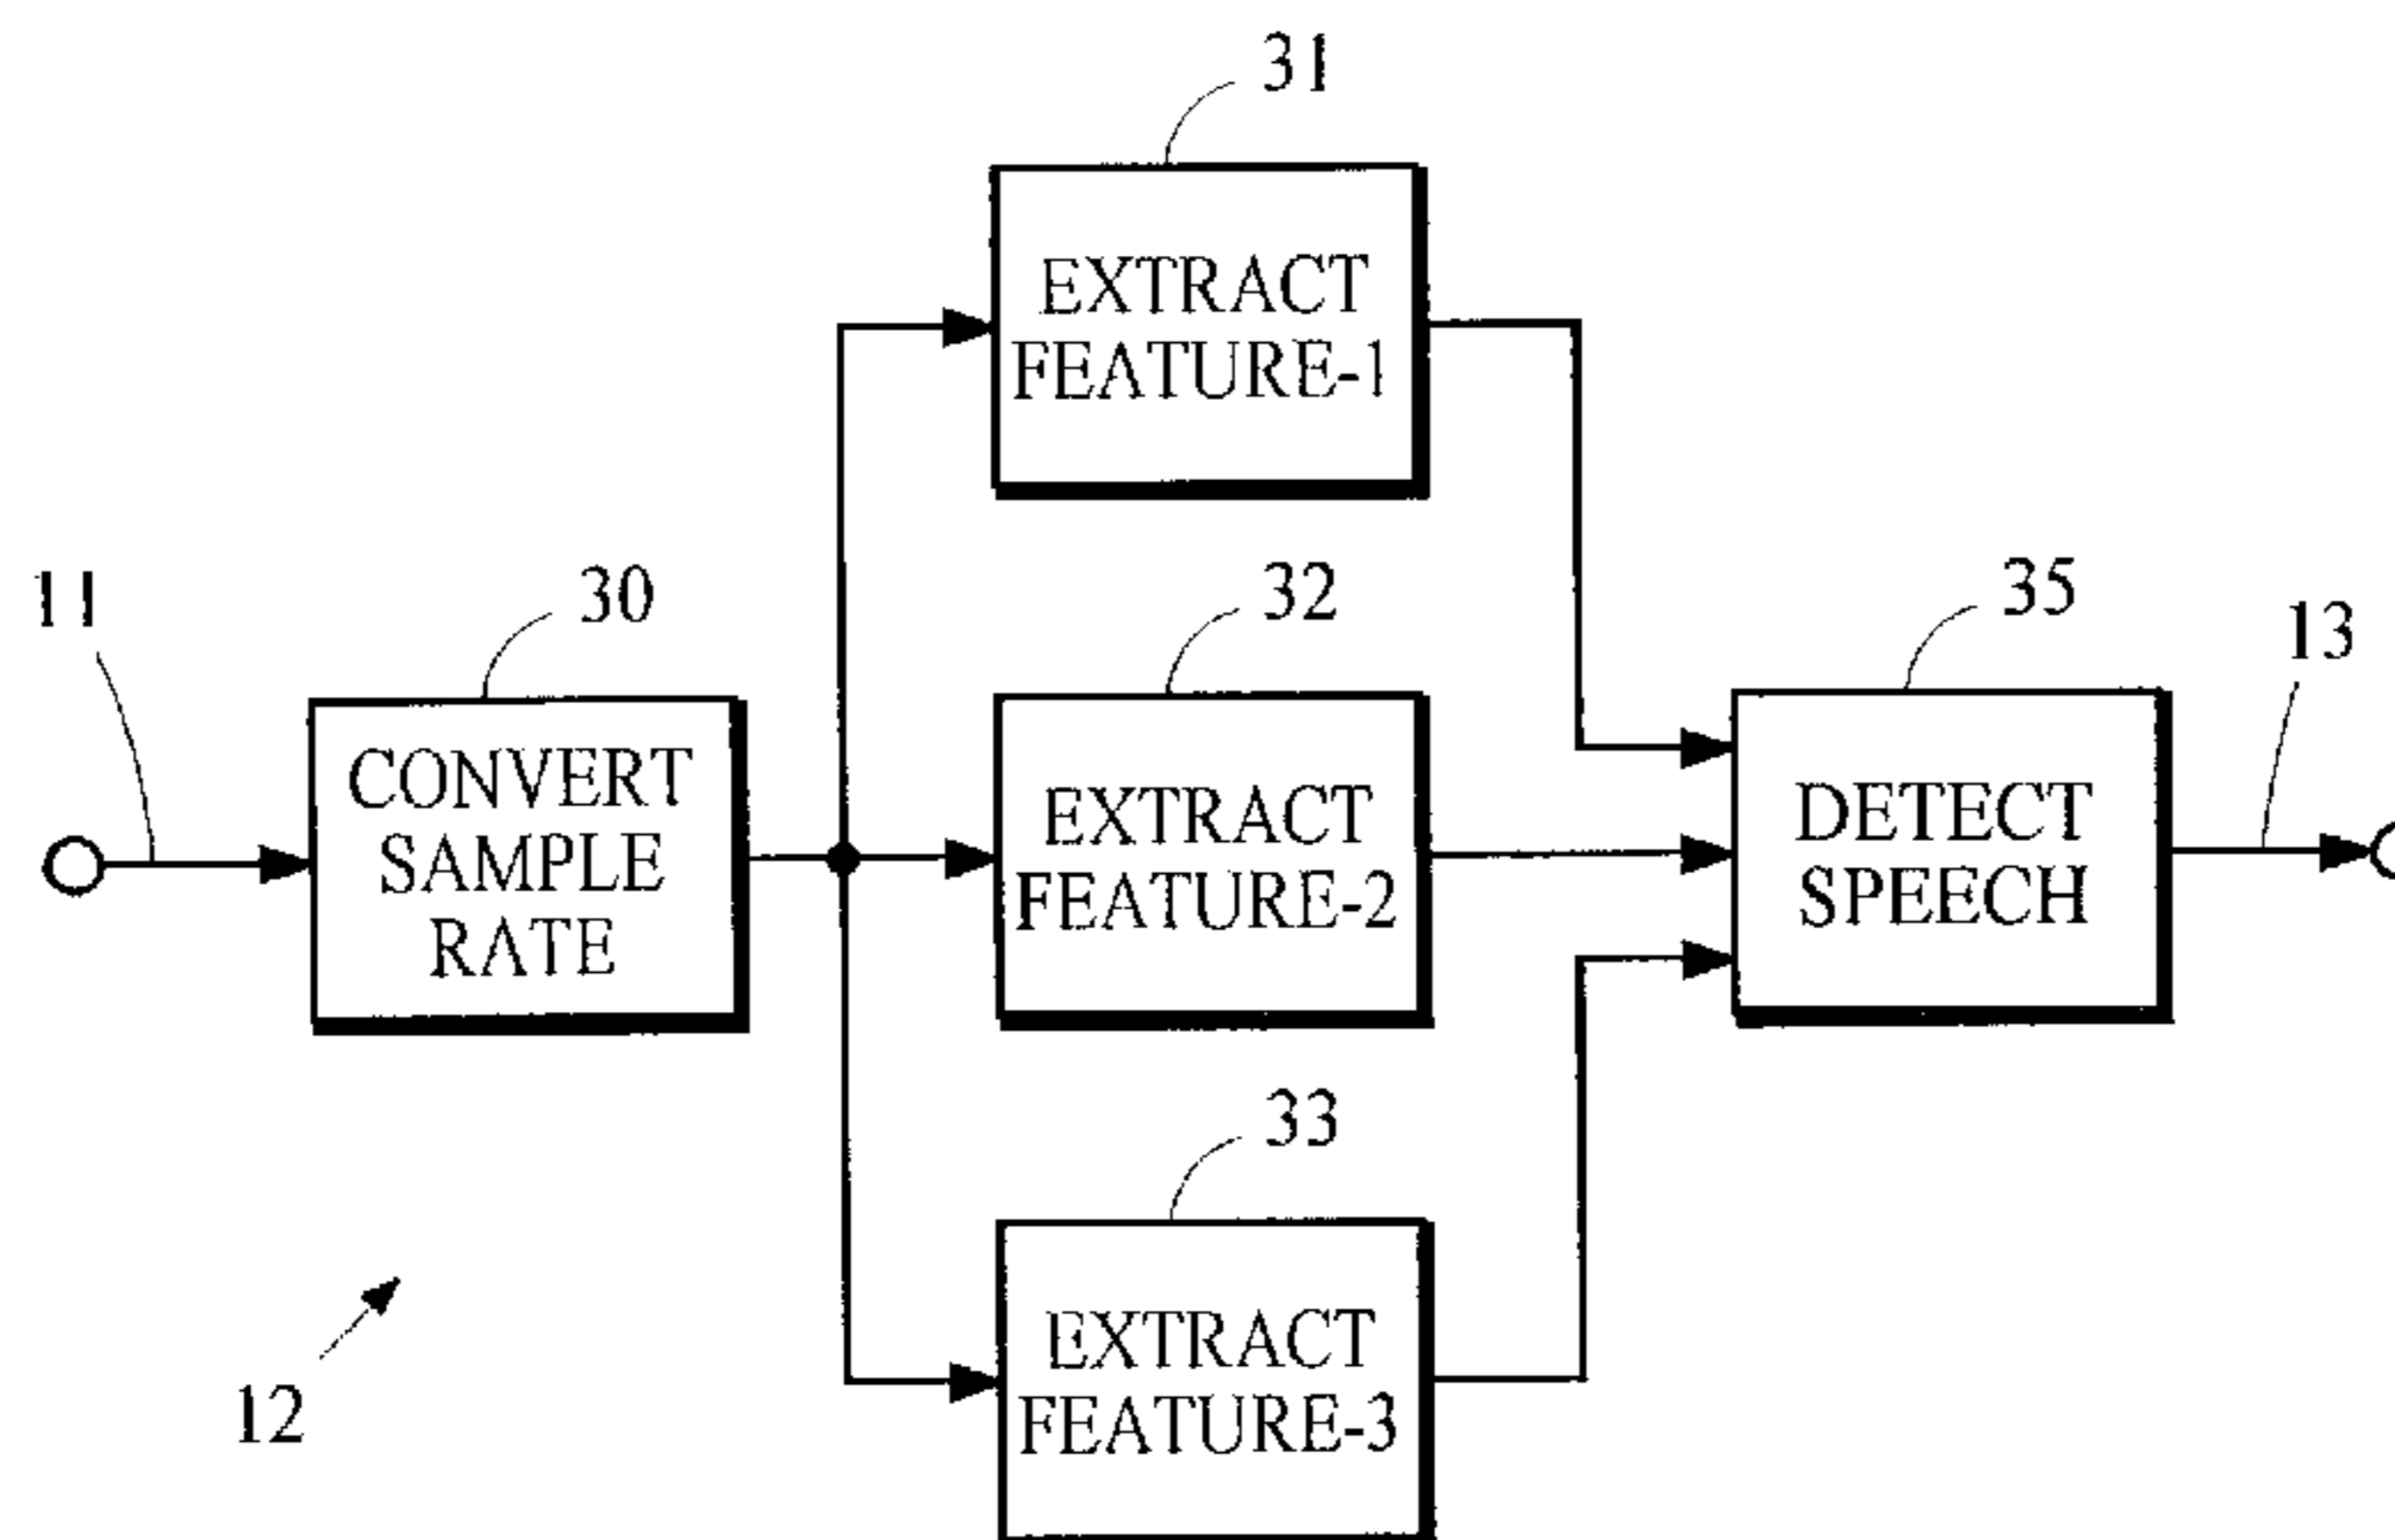 31
EXTRACT
FEATURE-1
11
30
32
35
13
CONVERT
SAMPLE
RATE
EXTRACT
FEATURE-2
DETECT
SPEECH
33
12
EXTRACT
FEATURE-3